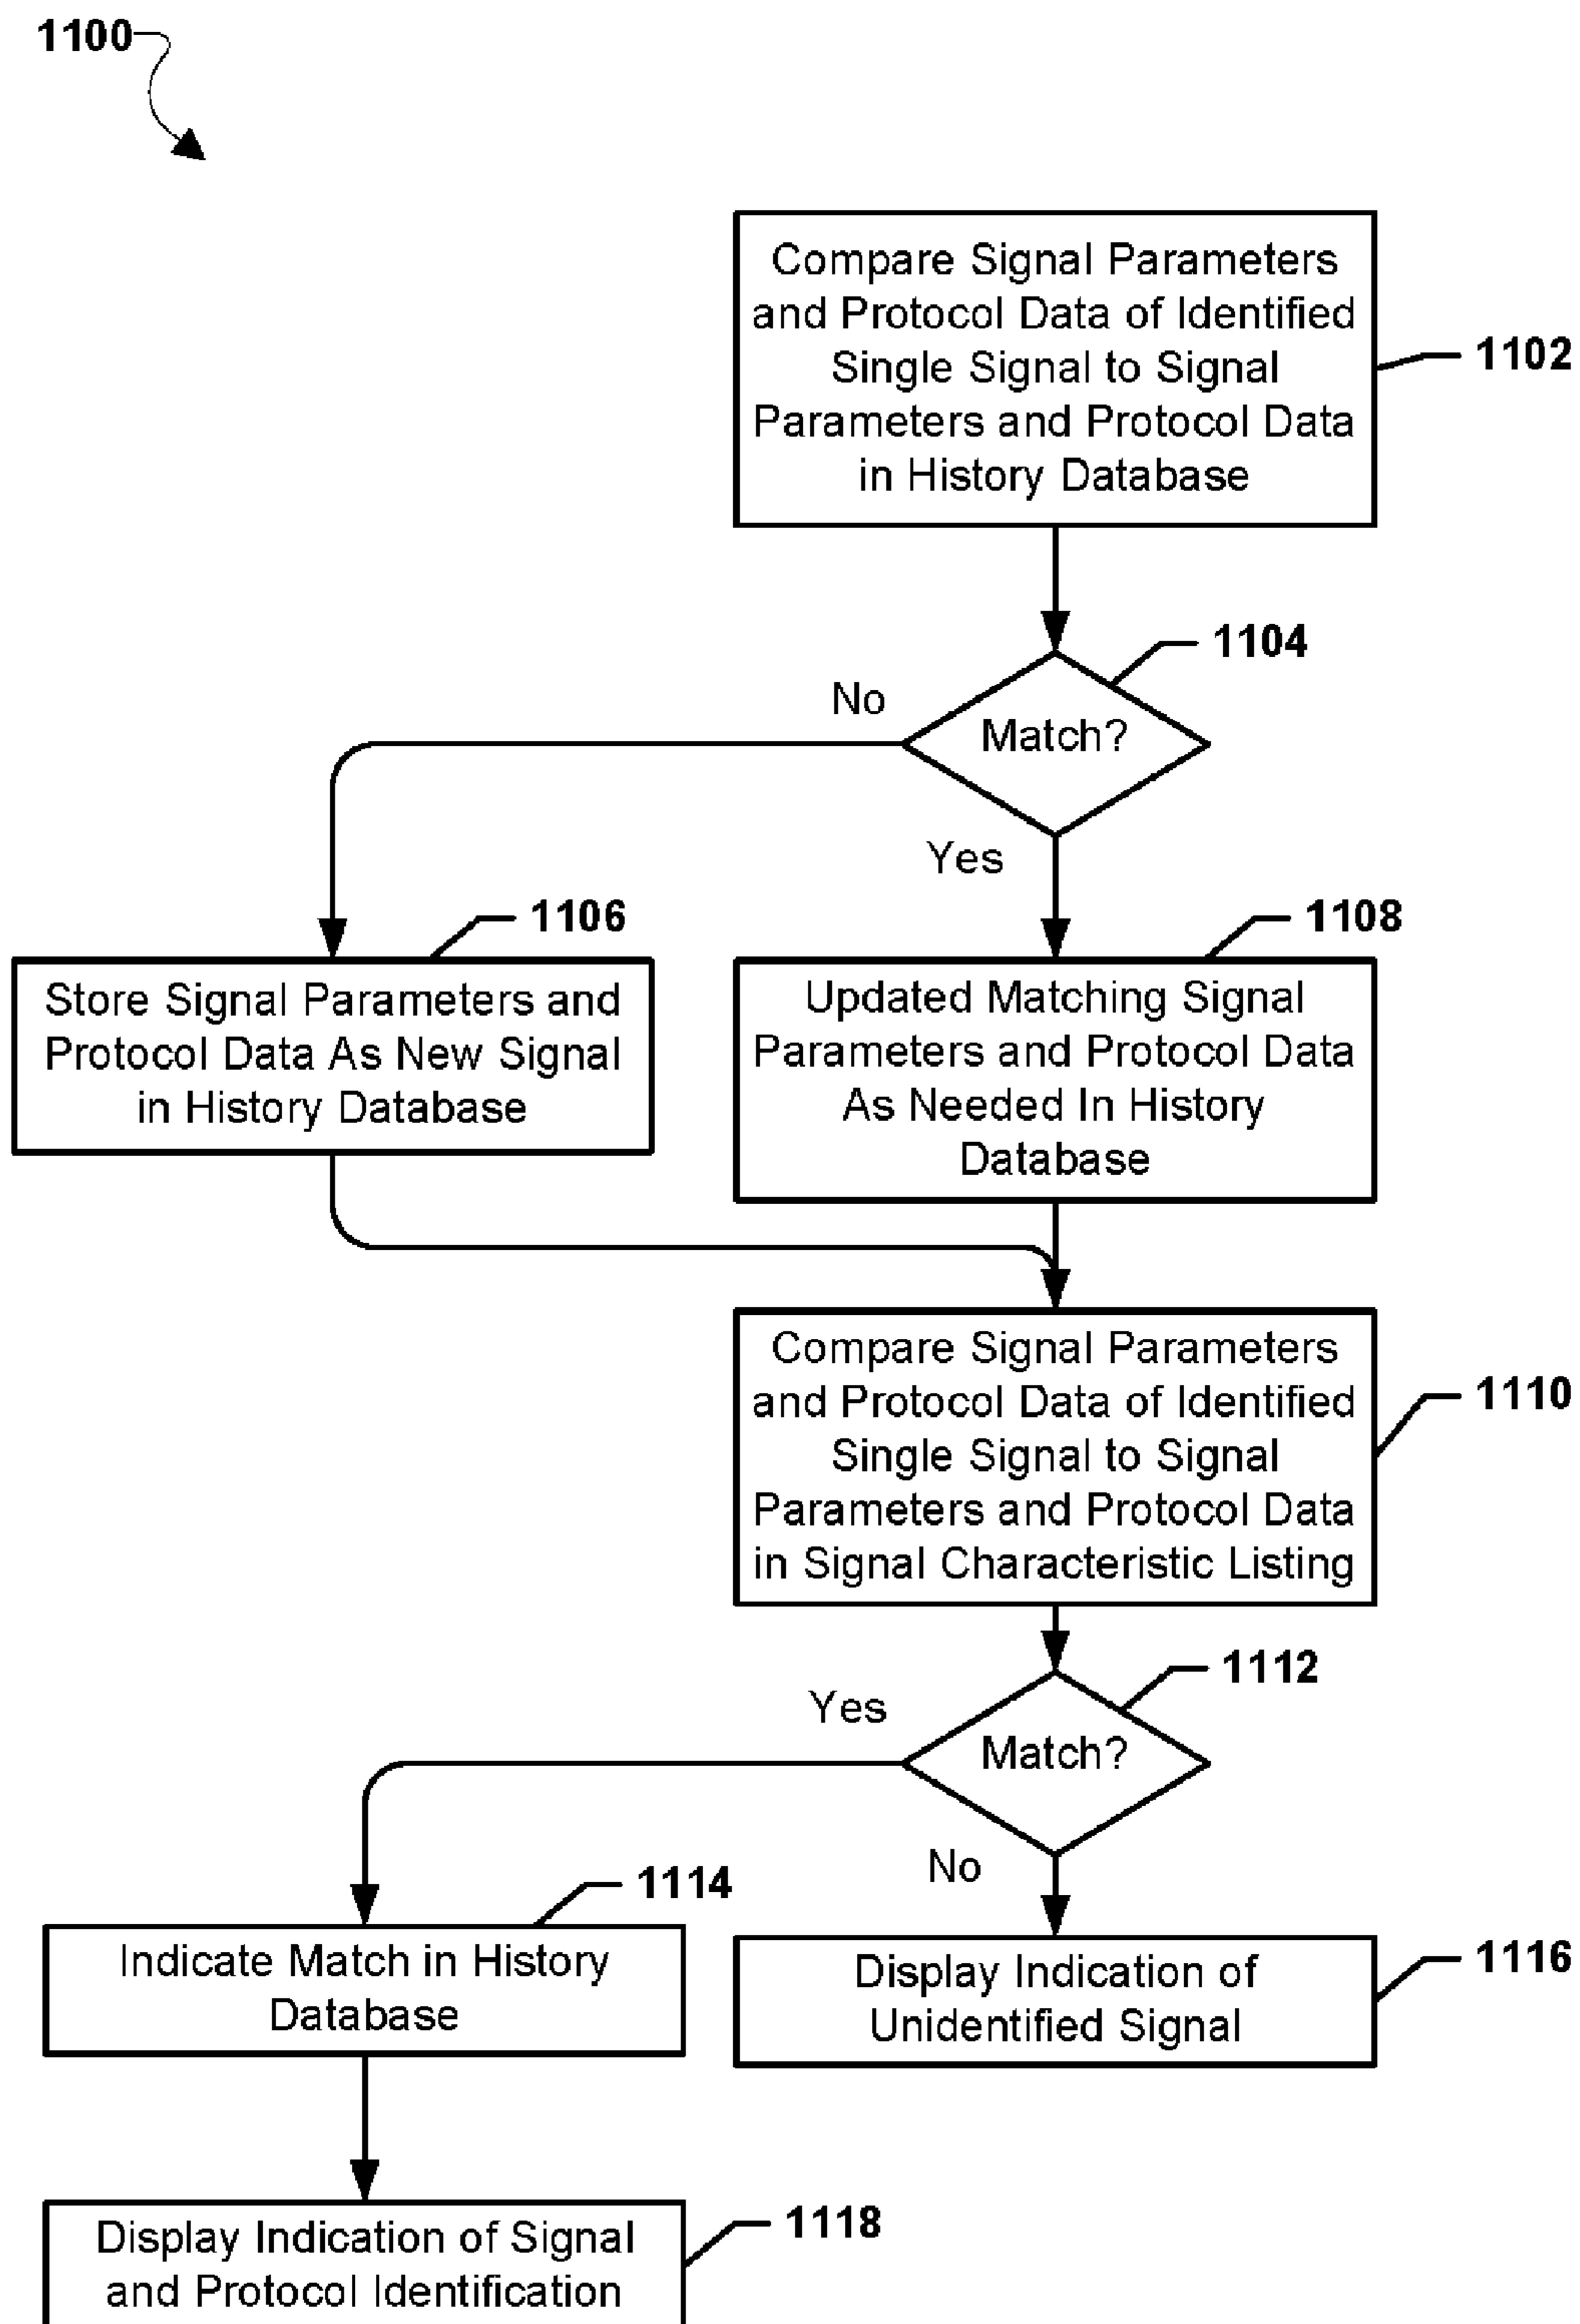 1100
Compare Signal Parameters
and Protocol Data of Identified
Single Signal to Signal
Parameters and Protocol Data
in History Database
1102
1104
No
Match?
Yes
1106
1108
Store Signal Parameters and
Protocol Data As New Signal
in History Database
Updated Matching Signal
Parameters and Protocol Data
As Needed In History
Database
Compare Signal Parameters
and Protocol Data of Identified
Single Signal to Signal
Parameters and Protocol Data
in Signal Characteristic Listing
1110
1112
Yes
Match?
No
1114
Indicate Match in History
Database
Display Indication of
Unidentified Signal
1116
Display Indication of Signal
and Protocol Identification
1118